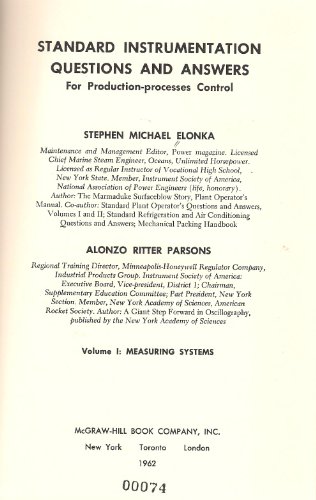 STANDARD INSTRUMENTATION
QUESTIONS AND ANSWERS
For Production-processes Control
STEPHEN MICHAEL ELONKA
Maintenance and Management Editor, Power magazine. Licensed
Chief Marine Steam Engineer, Oceans, Unlimited Horsepower.
Licensed as Regular Instructor of Vocational High School,
New York State. Member, Instrument Society of America,
National Association of Power Engineers (life, honorary).
Author: The Marmaduke Surfaceblow Story, Plant Operator's
Manual. Co-author: Standard Plant Operator's Questions and Answers,
Volumes I and II; Standard Refrigeration and Air Conditioning
Questions and Answers; Mechanical Packing Handbook
ALONZO RITTER PARSONS
Regional Training Director, Minneapolis-Honeywell Regulator Company,
Industrial Products Group. Instrument Society of America:
Executive Board, Vice-president, District 1; Chairman,
Supplementary Education Committee; Past President, New York
Section. Member, New York Academy of Sciences, American
Rocket Society. Author: A Giant Step Forward in Oscillography,
published by the New York Academy of Sciences
Volume I: MEASURING SYSTEMS
McGRAW-HILL BOOK COMPANY, INC.
New York Toronto London
1962
00074